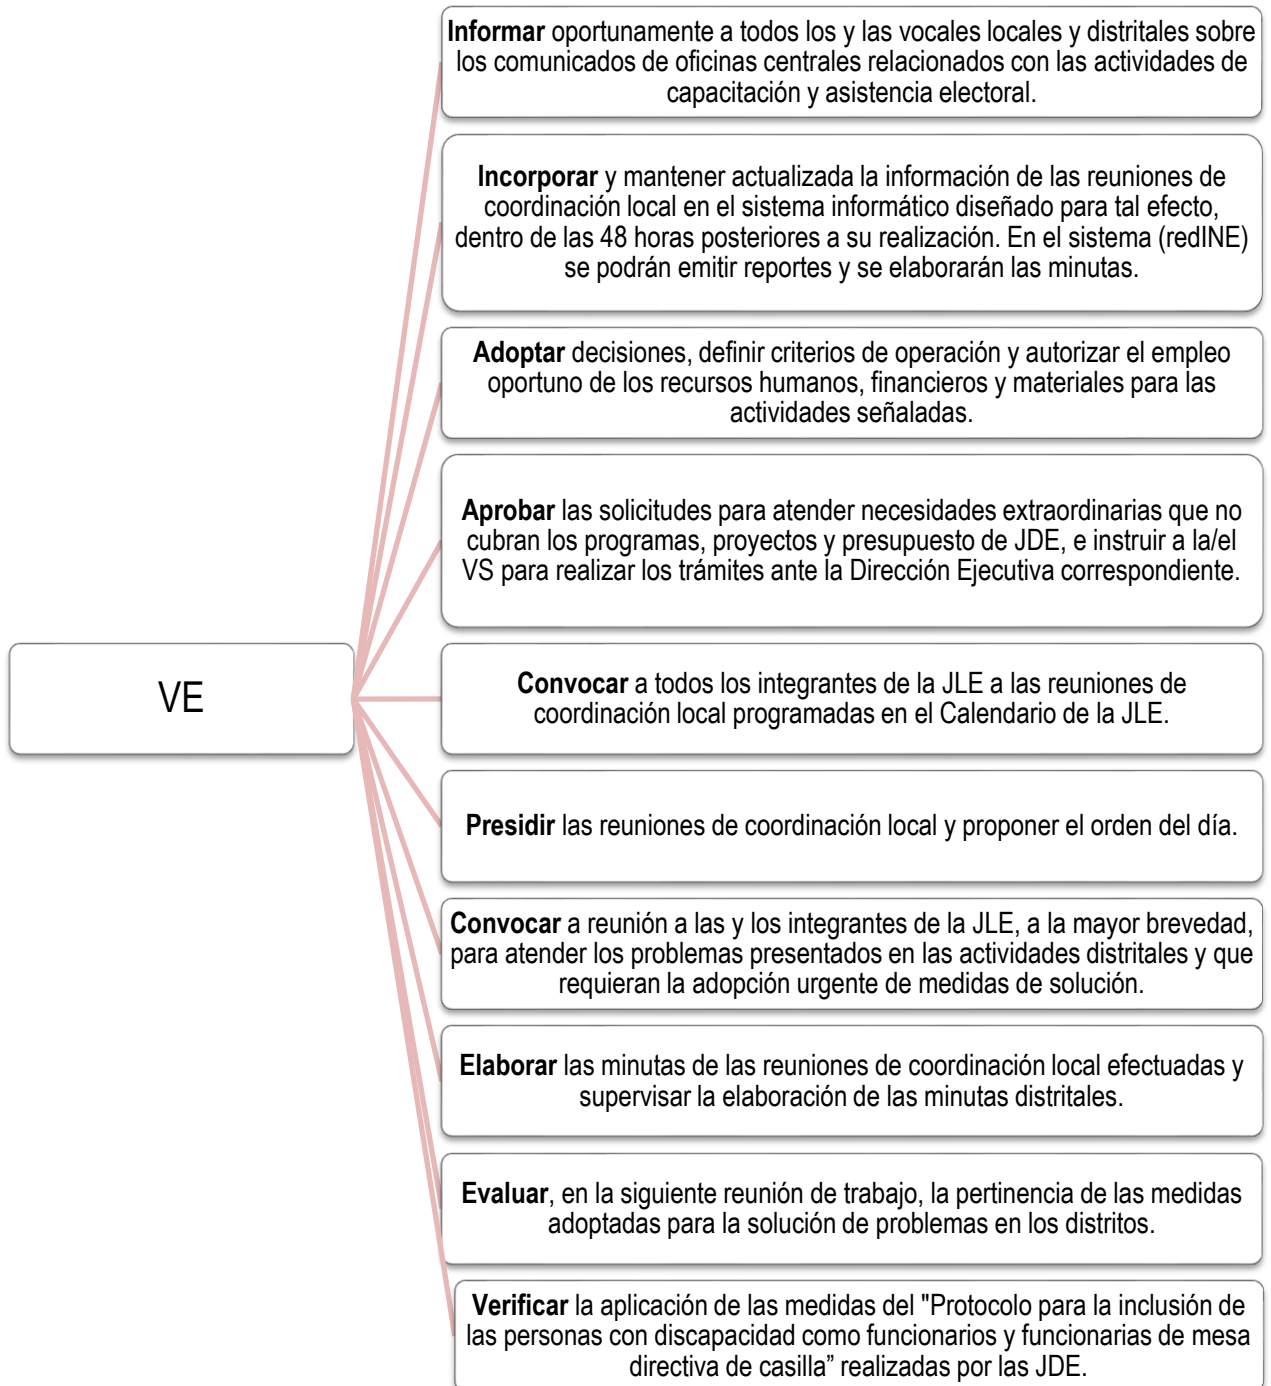 Informar oportunamente a todos los y las vocales locales y distritales sobre
los comunicados de oficinas centrales relacionados con las actividades de
capacitación y asistencia electoral.
Incorporar y mantener actualizada la información de las reuniones de
coordinación local en el sistema informático diseñado para tal efecto,
dentro de las 48 horas posteriores a su realización. En el sistema (redINE)
se podrán emitir reportes y se elaborarán las minutas.
Adoptar decisiones, definir criterios de operación y autorizar el empleo
oportuno de los recursos humanos, financieros y materiales para las
actividades señaladas.
Aprobar las solicitudes para atender necesidades extraordinarias que no
cubran los programas, proyectos y presupuesto de JDE, e instruir a la/el
VS para realizar los trámites ante la Dirección Ejecutiva correspondiente.
VE
Convocar a todos los integrantes de la JLE a las reuniones de
coordinación local programadas en el Calendario de la JLE.
Presidir las reuniones de coordinación local y proponer el orden del día.
Convocar a reunión a las y los integrantes de la JLE, a la mayor brevedad,
para atender los problemas presentados en las actividades distritales y que
requieran la adopción urgente de medidas de solución.
Elaborar las minutas de las reuniones de coordinación local efectuadas y
supervisar la elaboración de las minutas distritales.
Evaluar, en la siguiente reunión de trabajo, la pertinencia de las medidas
adoptadas para la solución de problemas en los distritos.
Verificar la aplicación de las medidas del "Protocolo para la inclusión de
las personas con discapacidad como funcionarios y funcionarias de mesa
directiva de casilla” realizadas por las JDE.